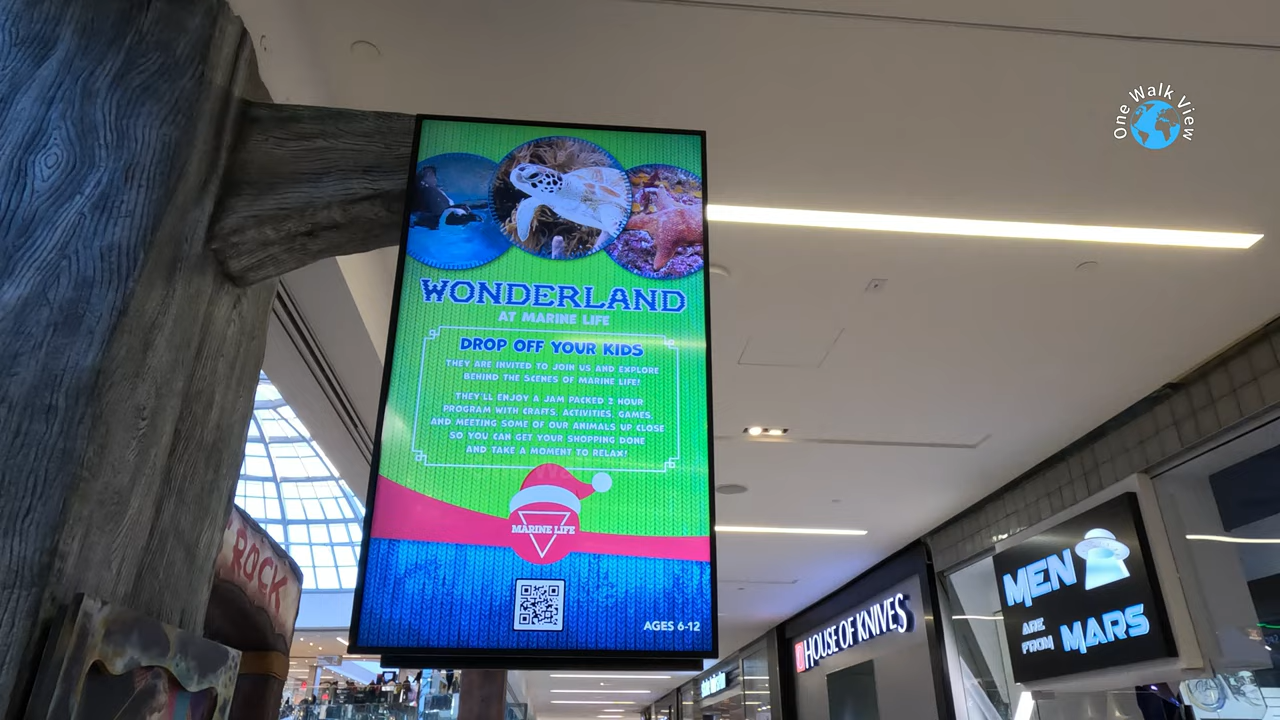 One Walk View
WONDERLAND
AT MARINE LIFE
DROP OFF YOUR KIDS
THEY ARE INVITED TO JOIN US AND EXPLORE
BEHIND THE SCENES OF MARINE LIFE!
THEY'LL ENJOY A JAM PACKED 2 HOUR
PROGRAM WITH CRAFTS, ACTIVITIES, GAMES,
AND MEETING SOME OF OUR ANIMALS UP CLOSE
SO YOU CAN GET YOUR SHOPPING DONE
AND TAKE A MOMENT TO RELAX!
MARINE LIFE
AGES 6-12
ROCK
HOUSE OF KNIVES
MEN
ARE
FROM MARS